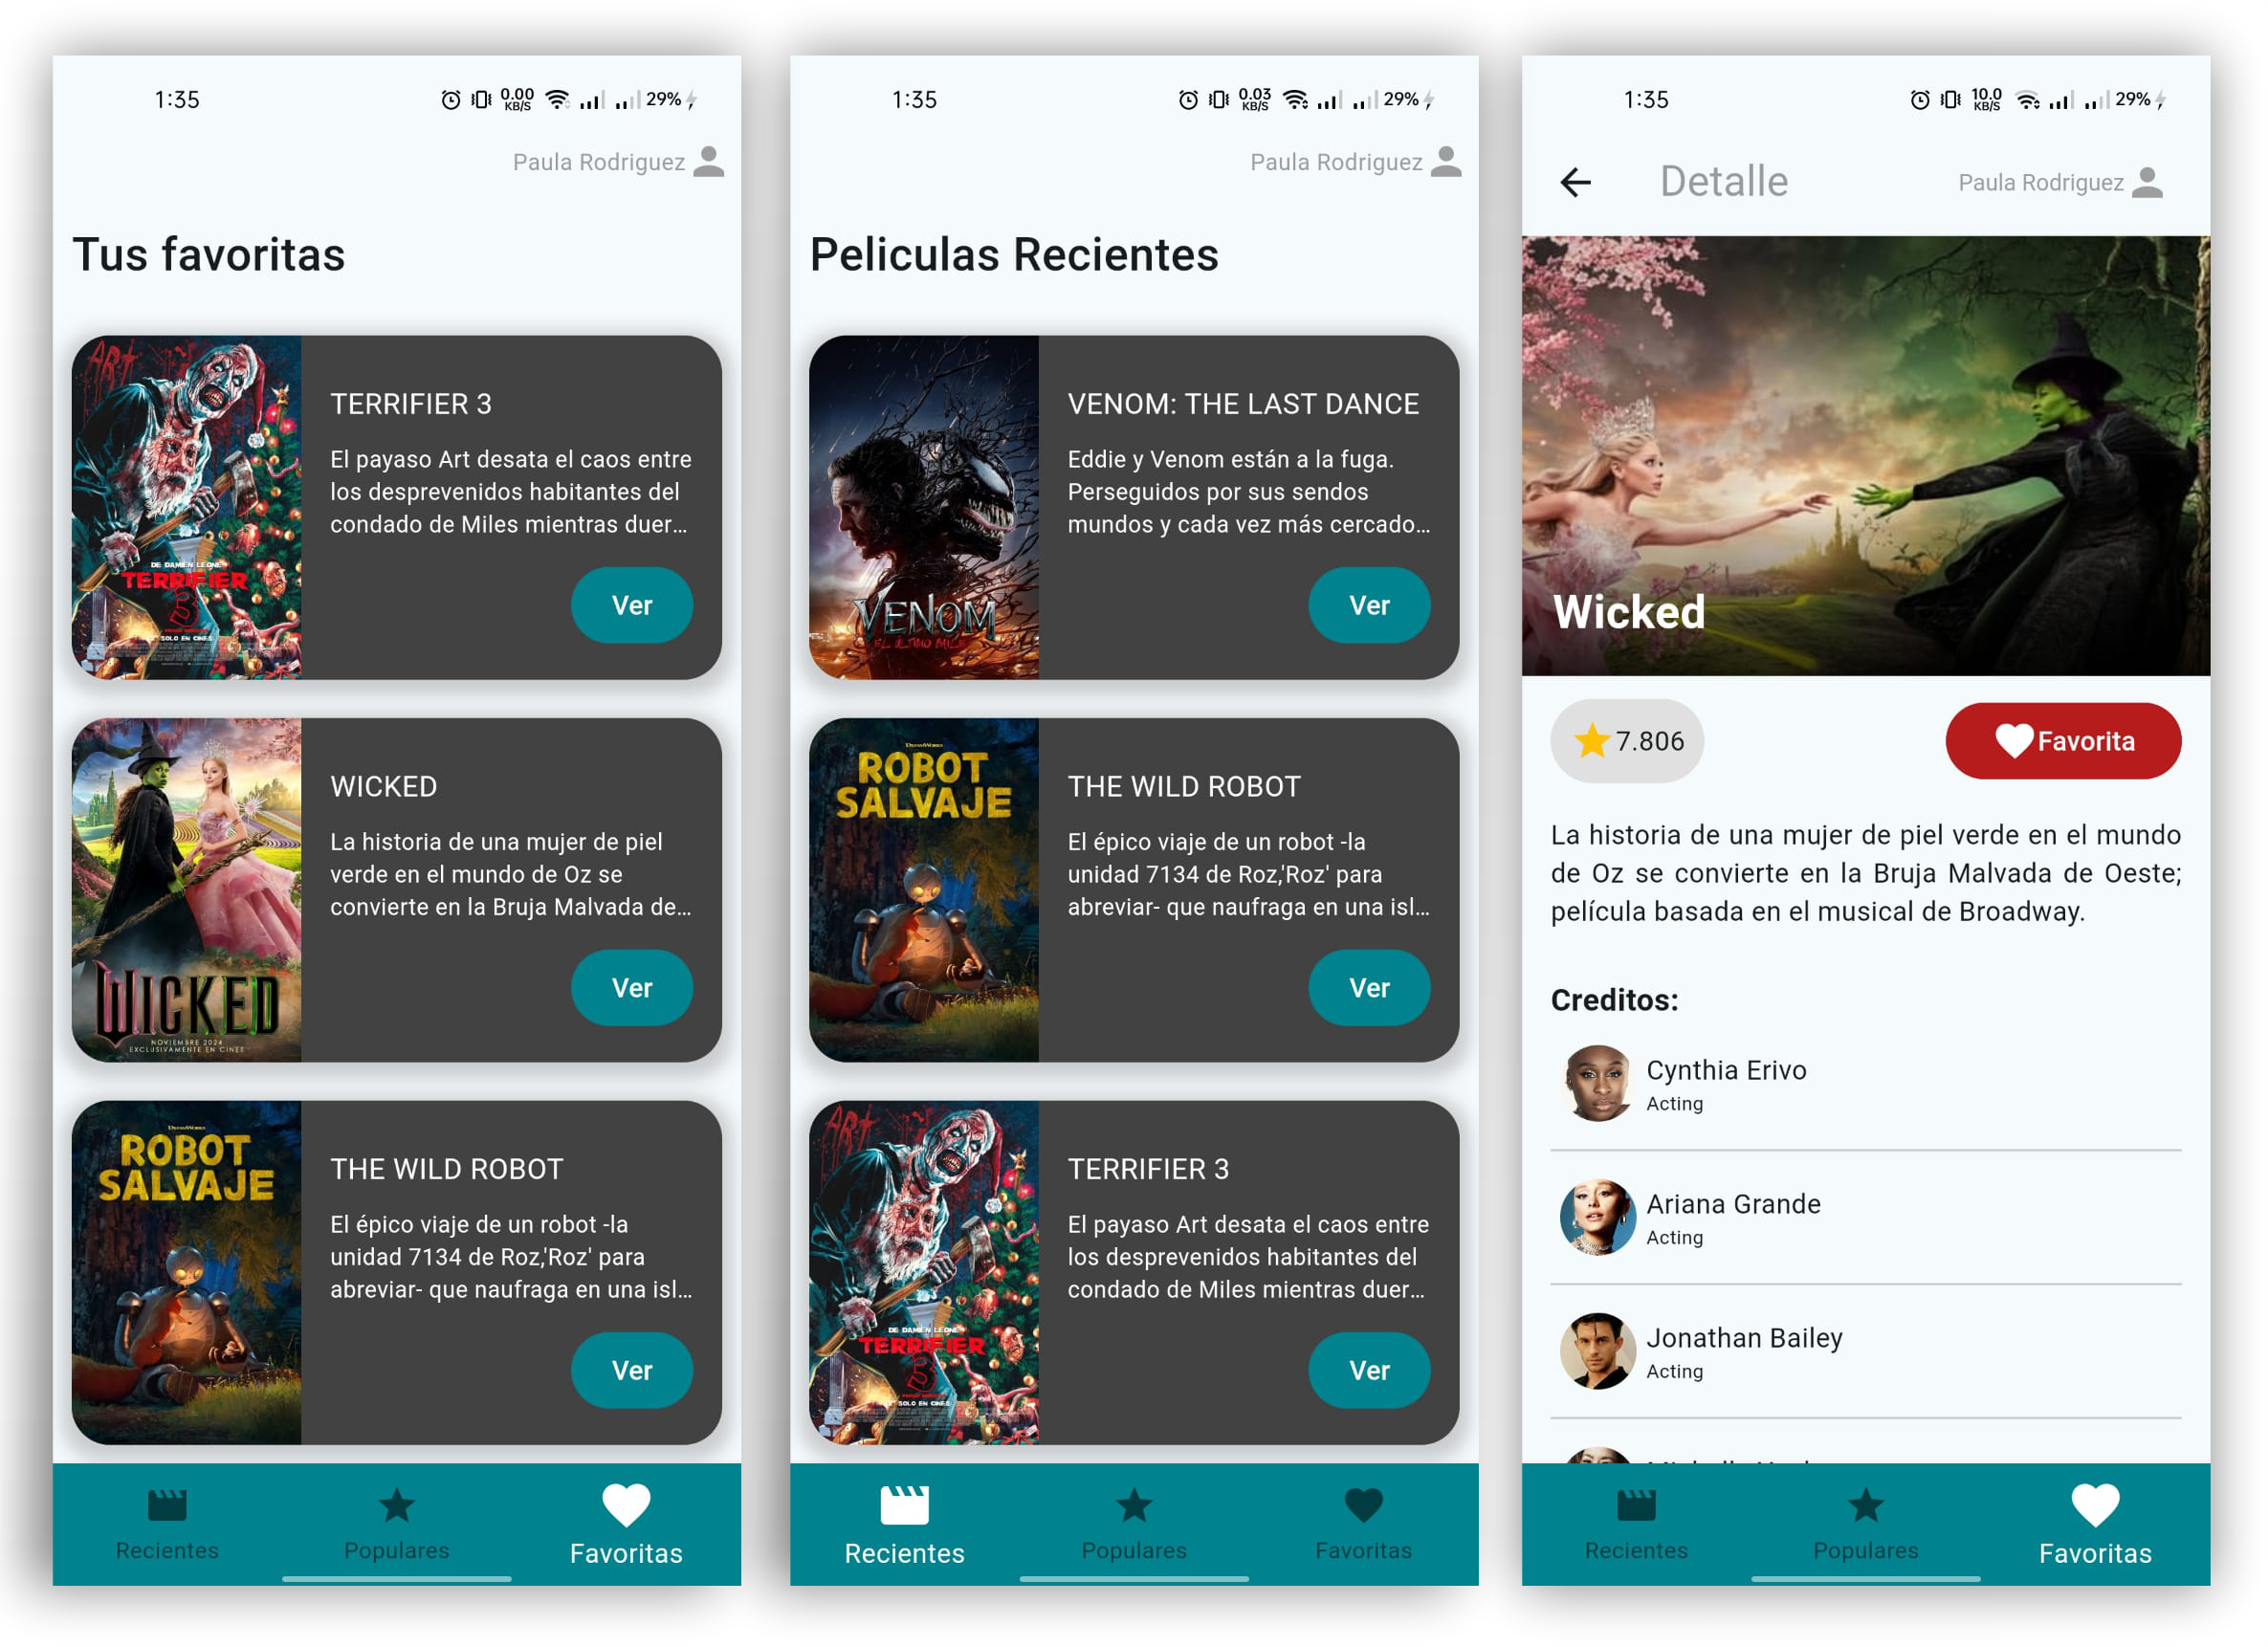 1:35
0.00
KB/S
29%
Paula Rodriguez
Tus favoritas
ART
DE DAMIEN LEONE
TERRIFIER
3
SOLO EN CINES
TERRIFIER 3
El payaso Art desata el caos entre
los desprevenidos habitantes del
condado de Miles mientras duer...
Ver
WICKED
NOVIEMBRE 2024
EXCLUSIVAMENTE EN CINES
WICKED
La historia de una mujer de piel
verde en el mundo de Oz se
convierte en la Bruja Malvada de...
Ver
DREAMWORKS
ROBOT
SALVAJE
THE WILD ROBOT
El épico viaje de un robot -la
unidad 7134 de Roz,'Roz' para
abreviar- que naufraga en una isl...
Ver
Recientes
Populares
Favoritas
1:35
0.03
KB/S
29%
Paula Rodriguez
Peliculas Recientes
VENOM
EL ÚLTIMO BAILE
VENOM: THE LAST DANCE
Eddie y Venom están a la fuga.
Perseguidos por sus sendos
mundos y cada vez más cercado...
Ver
DREAMWORKS
ROBOT
SALVAJE
THE WILD ROBOT
El épico viaje de un robot -la
unidad 7134 de Roz,'Roz' para
abreviar- que naufraga en una isl...
Ver
ART
DE DAMIEN LEONE
TERRIFIER
3
SOLO EN CINES
TERRIFIER 3
El payaso Art desata el caos entre
los desprevenidos habitantes del
condado de Miles mientras duer...
Ver
Recientes
Populares
Favoritas
1:35
10.0
KB/S
29%
Detalle
Paula Rodriguez
Wicked
7.806
Favorita
La historia de una mujer de piel verde en el mundo
de Oz se convierte en la Bruja Malvada de Oeste;
película basada en el musical de Broadway.
Creditos:
Cynthia Erivo
Acting
Ariana Grande
Acting
Jonathan Bailey
Acting
Recientes
Populares
Favoritas